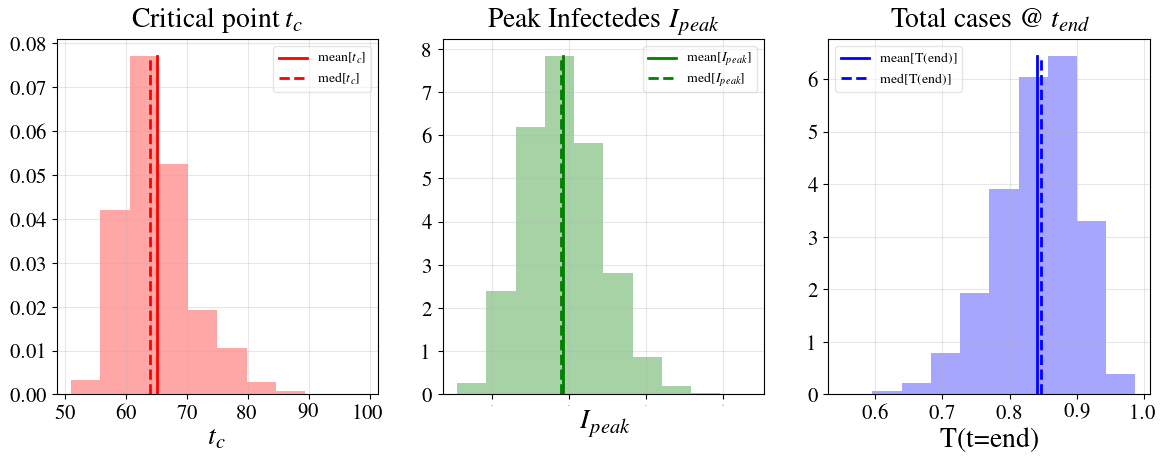 Critical point t_c
mean[t_c]
med[t_c]
0.08
0.07
0.06
0.05
0.04
0.03
0.02
0.01
0.00
50 60 70 80 90 100
t_c
Peak Infectedes I_peak
mean[I_peak]
med[I_peak]
8
7
6
5
4
3
2
1
0
I_peak
Total cases @ t_end
mean[T(end)]
med[T(end)]
6
5
4
3
2
1
0
0.6 0.7 0.8 0.9 1.0
T(t=end)